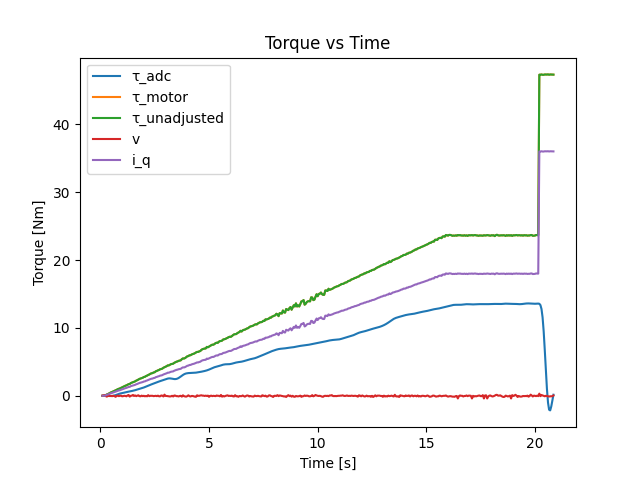 Torque vs Time
τ_adc
τ_motor
τ_unadjusted
v
i_q
Torque [Nm]
40
30
20
10
0
0 5 10 15 20
Time [s]